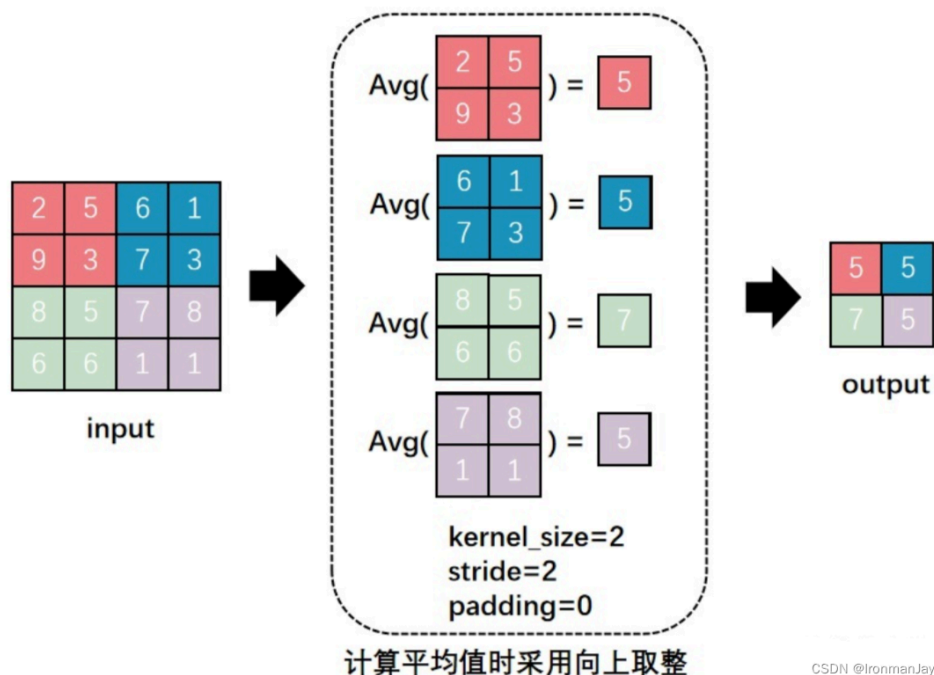 2 5 6 1
9 3 7 3
8 5 7 8
6 6 1 1
input
Avg(
2 5
9 3
) = 5
Avg(
6 1
7 3
) = 5
Avg(
8 5
6 6
) = 7
Avg(
7 8
1 1
) = 5
kernel_size=2
stride=2
padding=0
5 5
7 5
output
计算平均值时采用向上取整
CSDN @IronmanJay